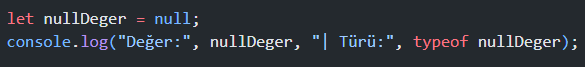 let nullDeger = null;
console.log("Değer:", nullDeger, "| Türü:", typeof nullDeger);